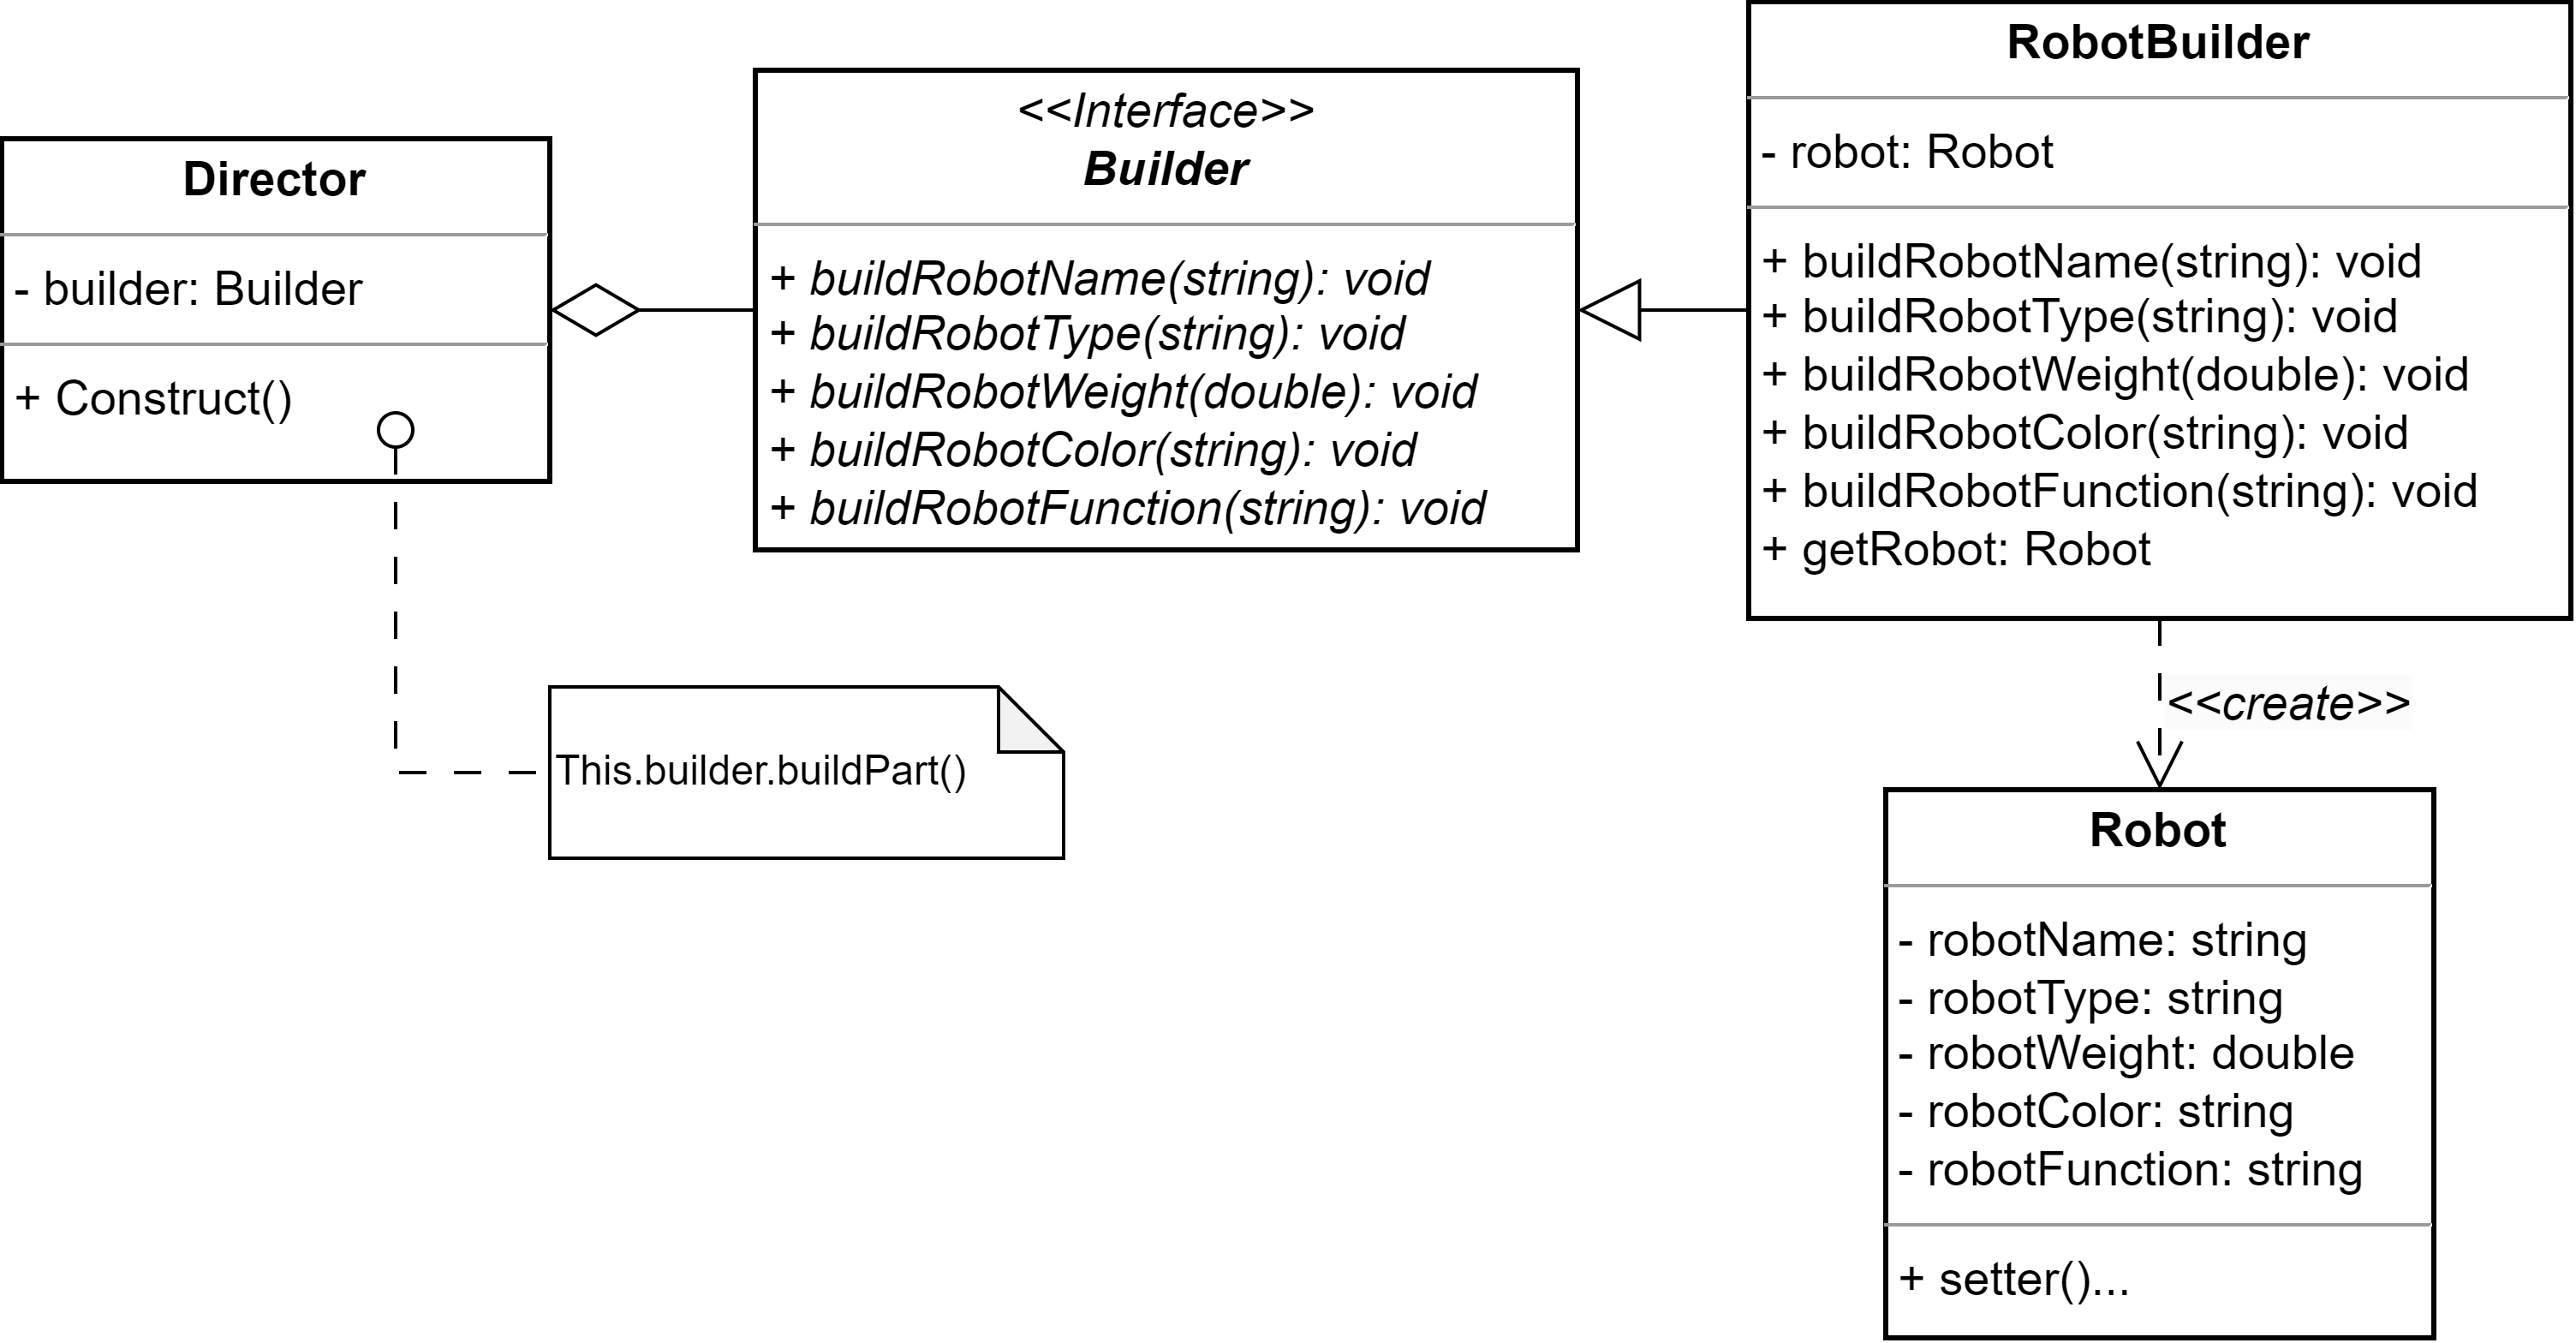 Director
- builder: Builder
+ Construct()
<<Interface>>
Builder
+ buildRobotName(string): void
+ buildRobotType(string): void
+ buildRobotWeight(double): void
+ buildRobotColor(string): void
+ buildRobotFunction(string): void
RobotBuilder
- robot: Robot
+ buildRobotName(string): void
+ buildRobotType(string): void
+ buildRobotWeight(double): void
+ buildRobotColor(string): void
+ buildRobotFunction(string): void
+ getRobot: Robot
This.builder.buildPart()
<<create>>
Robot
- robotName: string
- robotType: string
- robotWeight: double
- robotColor: string
- robotFunction: string
+ setter()...